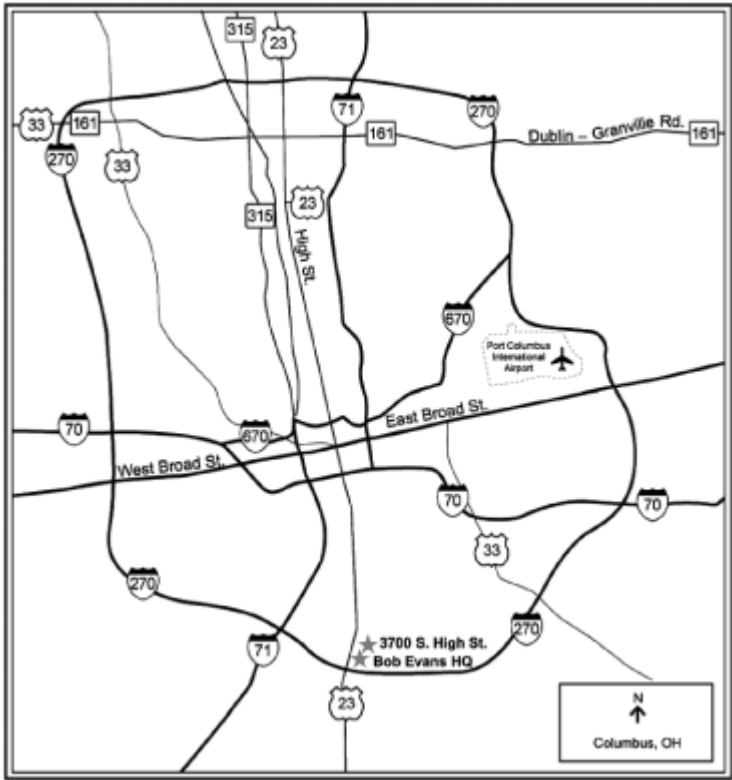 315
23
71
270
33
161
270
33
161
Dublin – Granville Rd.
161
23
315
High St.
670
Port Columbus
International
Airport
East Broad St.
70
670
West Broad St.
70
70
33
270
270
71
3700 S. High St.
Bob Evans HQ
23
N
Columbus, OH